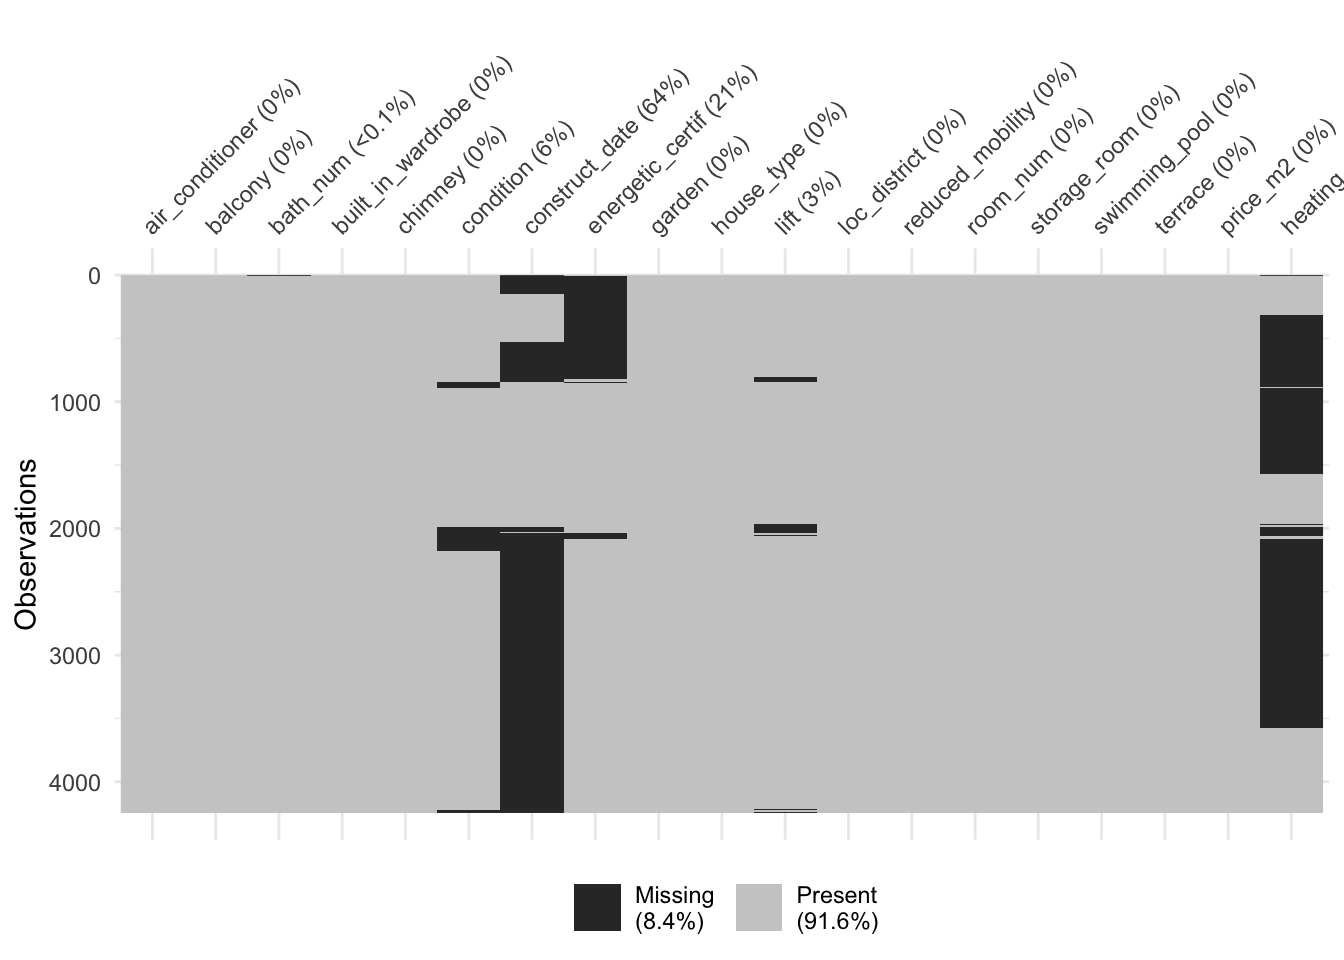 air_conditioner (0%)
balcony (0%)
bath_num (<0.1%)
built_in_wardrobe (0%)
chimney (0%)
condition (6%)
construct_date (64%)
energetic_certif (21%)
garden (0%)
house_type (0%)
lift (3%)
loc_district (0%)
reduced_mobility (0%)
room_num (0%)
storage_room (0%)
swimming_pool (0%)
terrace (0%)
price_m2 (0%)
heating
Observations
0
1000
2000
3000
4000
Missing
(8.4%)
Present
(91.6%)